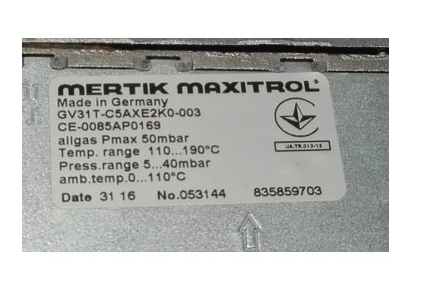 MERTIK MAXITROL®
Made in Germany
GV31T-C5AXE2K0-003
CE-0085AP0169
allgas Pmax 50mbar
Temp. range 110...190°C
Press.range 5...40mbar
amb.temp.0...110°C
UA.TR.012-13
Date 31 16 No.053144 835859703